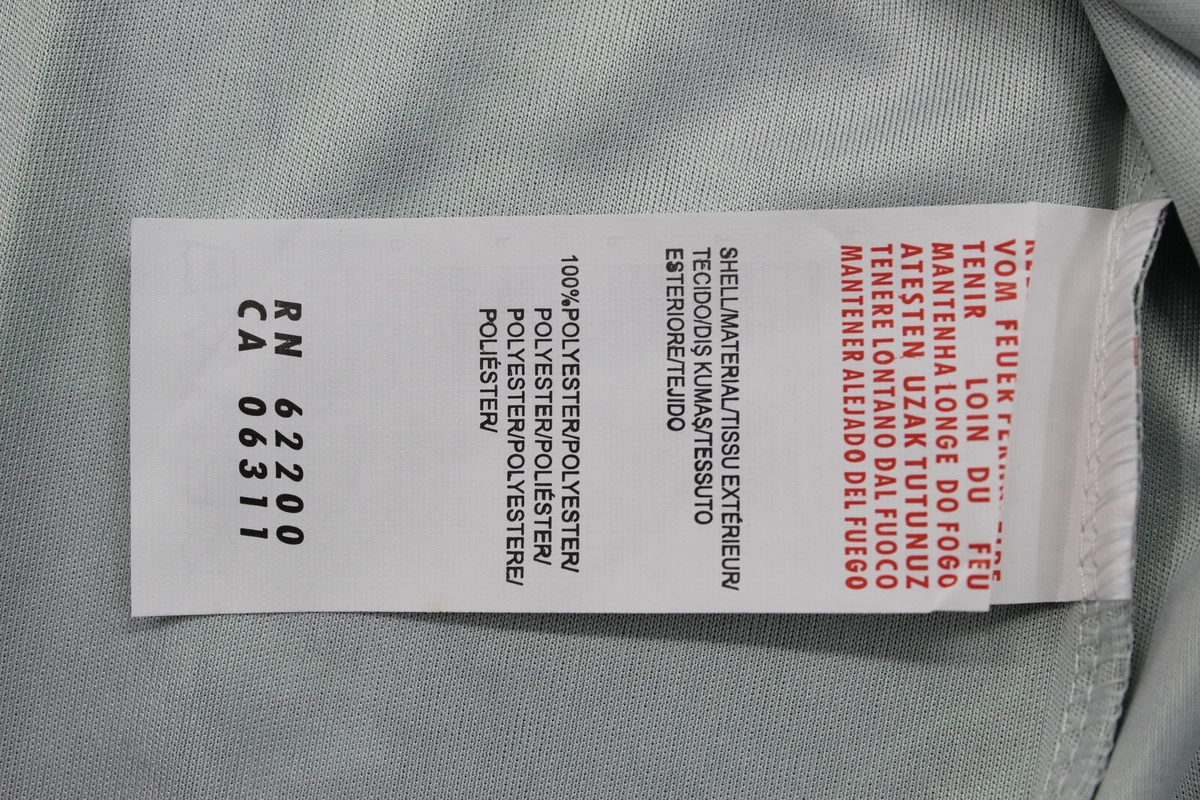 VOM FEUER
TENIR LOIN DU FEU
MANTENHA LONGE DO FOGO
ATEŞTEN UZAK TUTUNUZ
TENERE LONTANO DAL FUOCO
MANTENER ALEJADO DEL FUEGO
SHELL/MATERIAL/TISSU EXTÉRIEUR/
TECIDO/DIŞ KUMAŞ/TESSUTO
ESTERIORE/TEJIDO
100%POLYESTER/POLYESTER/
POLYESTER/POLIÉSTER/
POLYESTER/POLYESTERE/
POLIÉSTER/
RN 62200
CA 06311